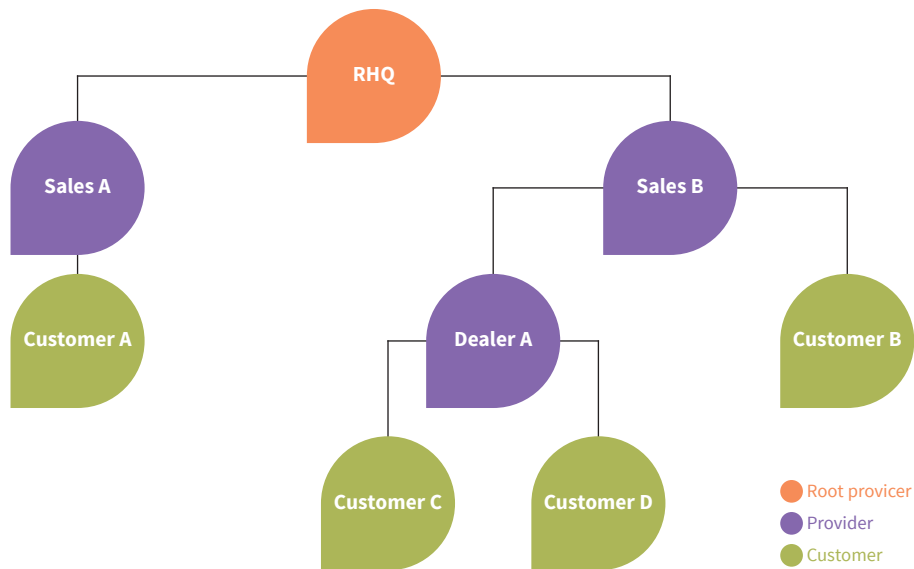 RHQ
Sales A
Sales B
Customer A
Dealer A
Customer B
Customer C
Customer D
Root provicer
Provider
Customer